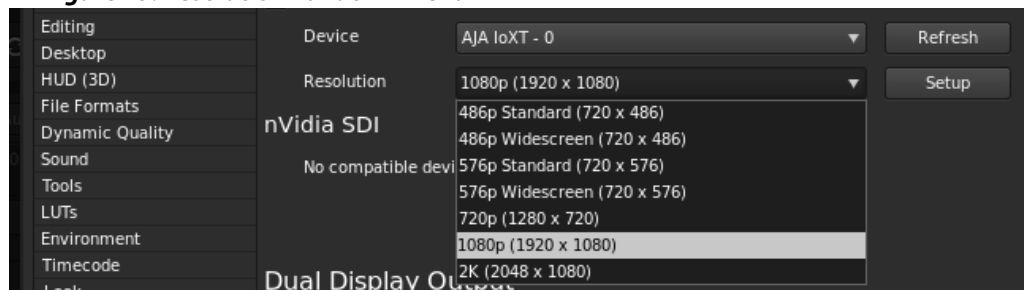 Editing
Desktop
HUD (3D)
File Formats
Dynamic Quality
Sound
Tools
LUTs
Environment
Timecode
Device
AJA IoXT - 0
Refresh
Resolution
1080p (1920 x 1080)
Setup
486p Standard (720 x 486)
486p Widescreen (720 x 486)
576p Standard (720 x 576)
576p Widescreen (720 x 576)
720p (1280 x 720)
1080p (1920 x 1080)
2K (2048 x 1080)
nVidia SDI
No compatible devi
Dual Display Output